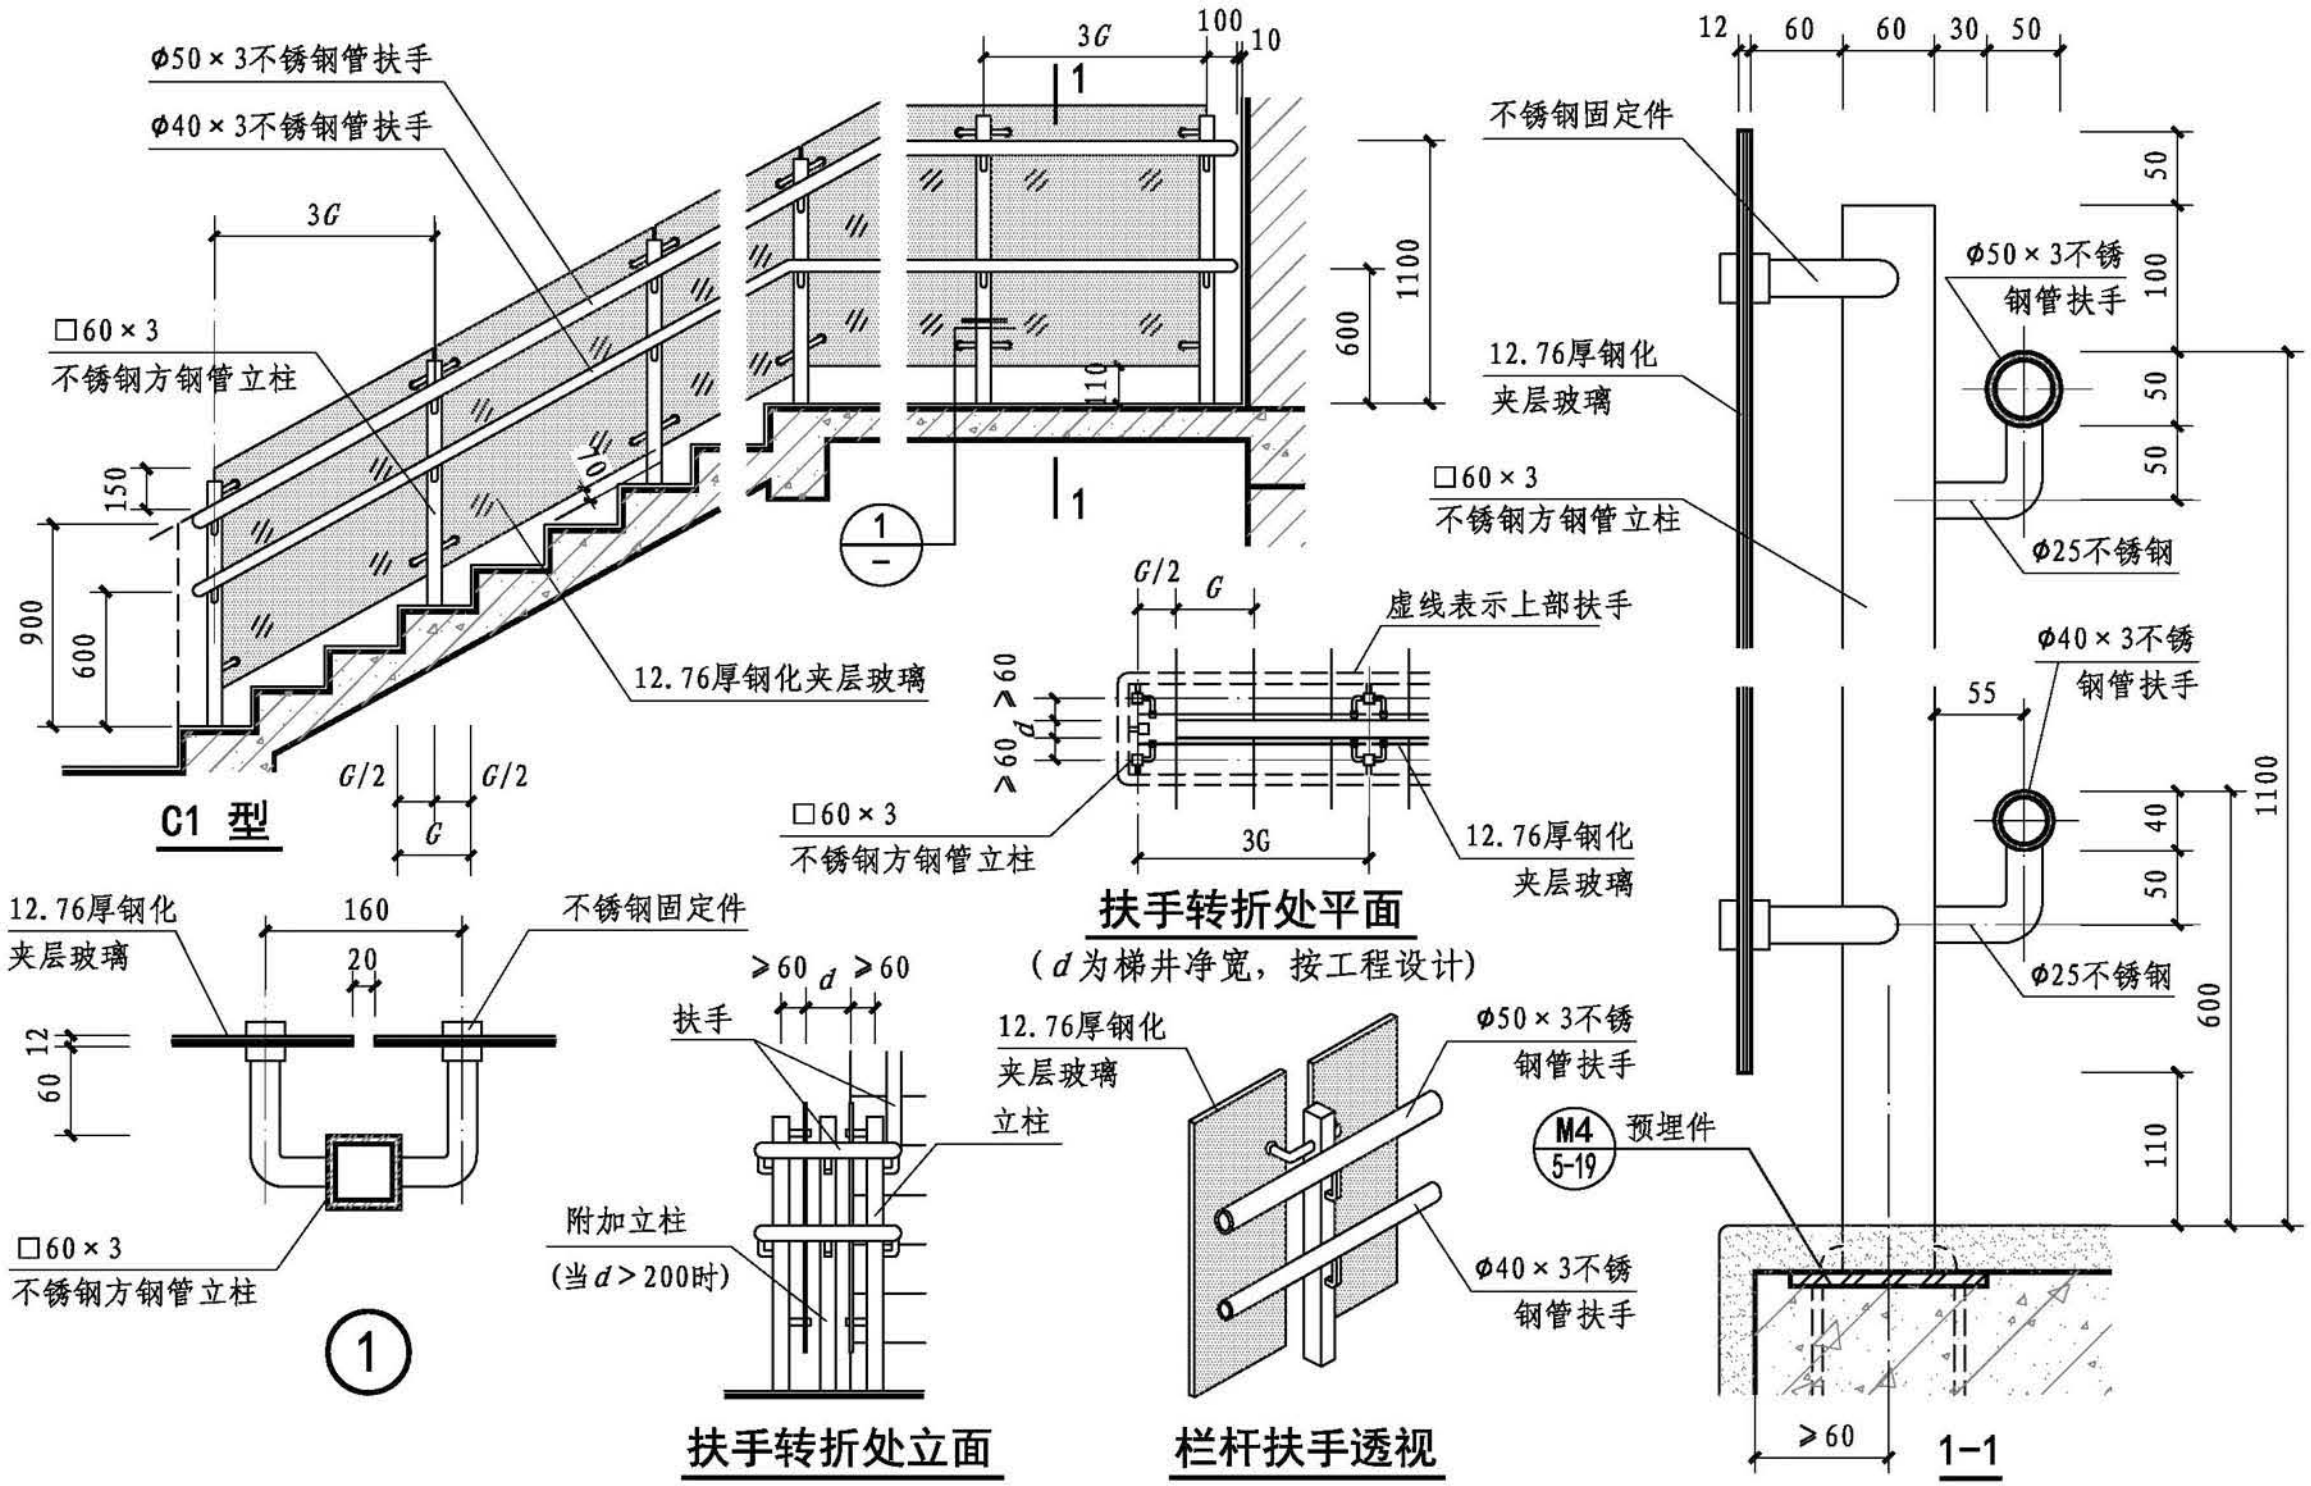 ϕ50×3不锈钢管扶手
ϕ40×3不锈钢管扶手
3G
□60×3
不锈钢方钢管立柱
150
900
600
70
12.76厚钢化夹层玻璃
G/2
G/2
G
C1 型
3G
100
10
1
1100
600
110
1
1
–
G/2
G
虚线表示上部扶手
≥60
d
≥60
□60×3
不锈钢方钢管立柱
3G
12.76厚钢化
夹层玻璃
扶手转折处平面
(d为梯井净宽，按工程设计)
12.76厚钢化
夹层玻璃
160
20
不锈钢固定件
12
60
□60×3
不锈钢方钢管立柱
1
≥60
d
≥60
扶手
立柱
附加立柱
(当d>200时)
扶手转折处立面
12.76厚钢化
夹层玻璃
ϕ50×3不锈
钢管扶手
ϕ40×3不锈
钢管扶手
栏杆扶手透视
12
60
60
30
50
不锈钢固定件
50
100
ϕ50×3不锈
钢管扶手
12.76厚钢化
夹层玻璃
50
50
□60×3
不锈钢方钢管立柱
ϕ25不锈钢
ϕ40×3不锈
钢管扶手
55
40
50
1100
ϕ25不锈钢
600
110
M4
5-19
预埋件
≥60
1-1